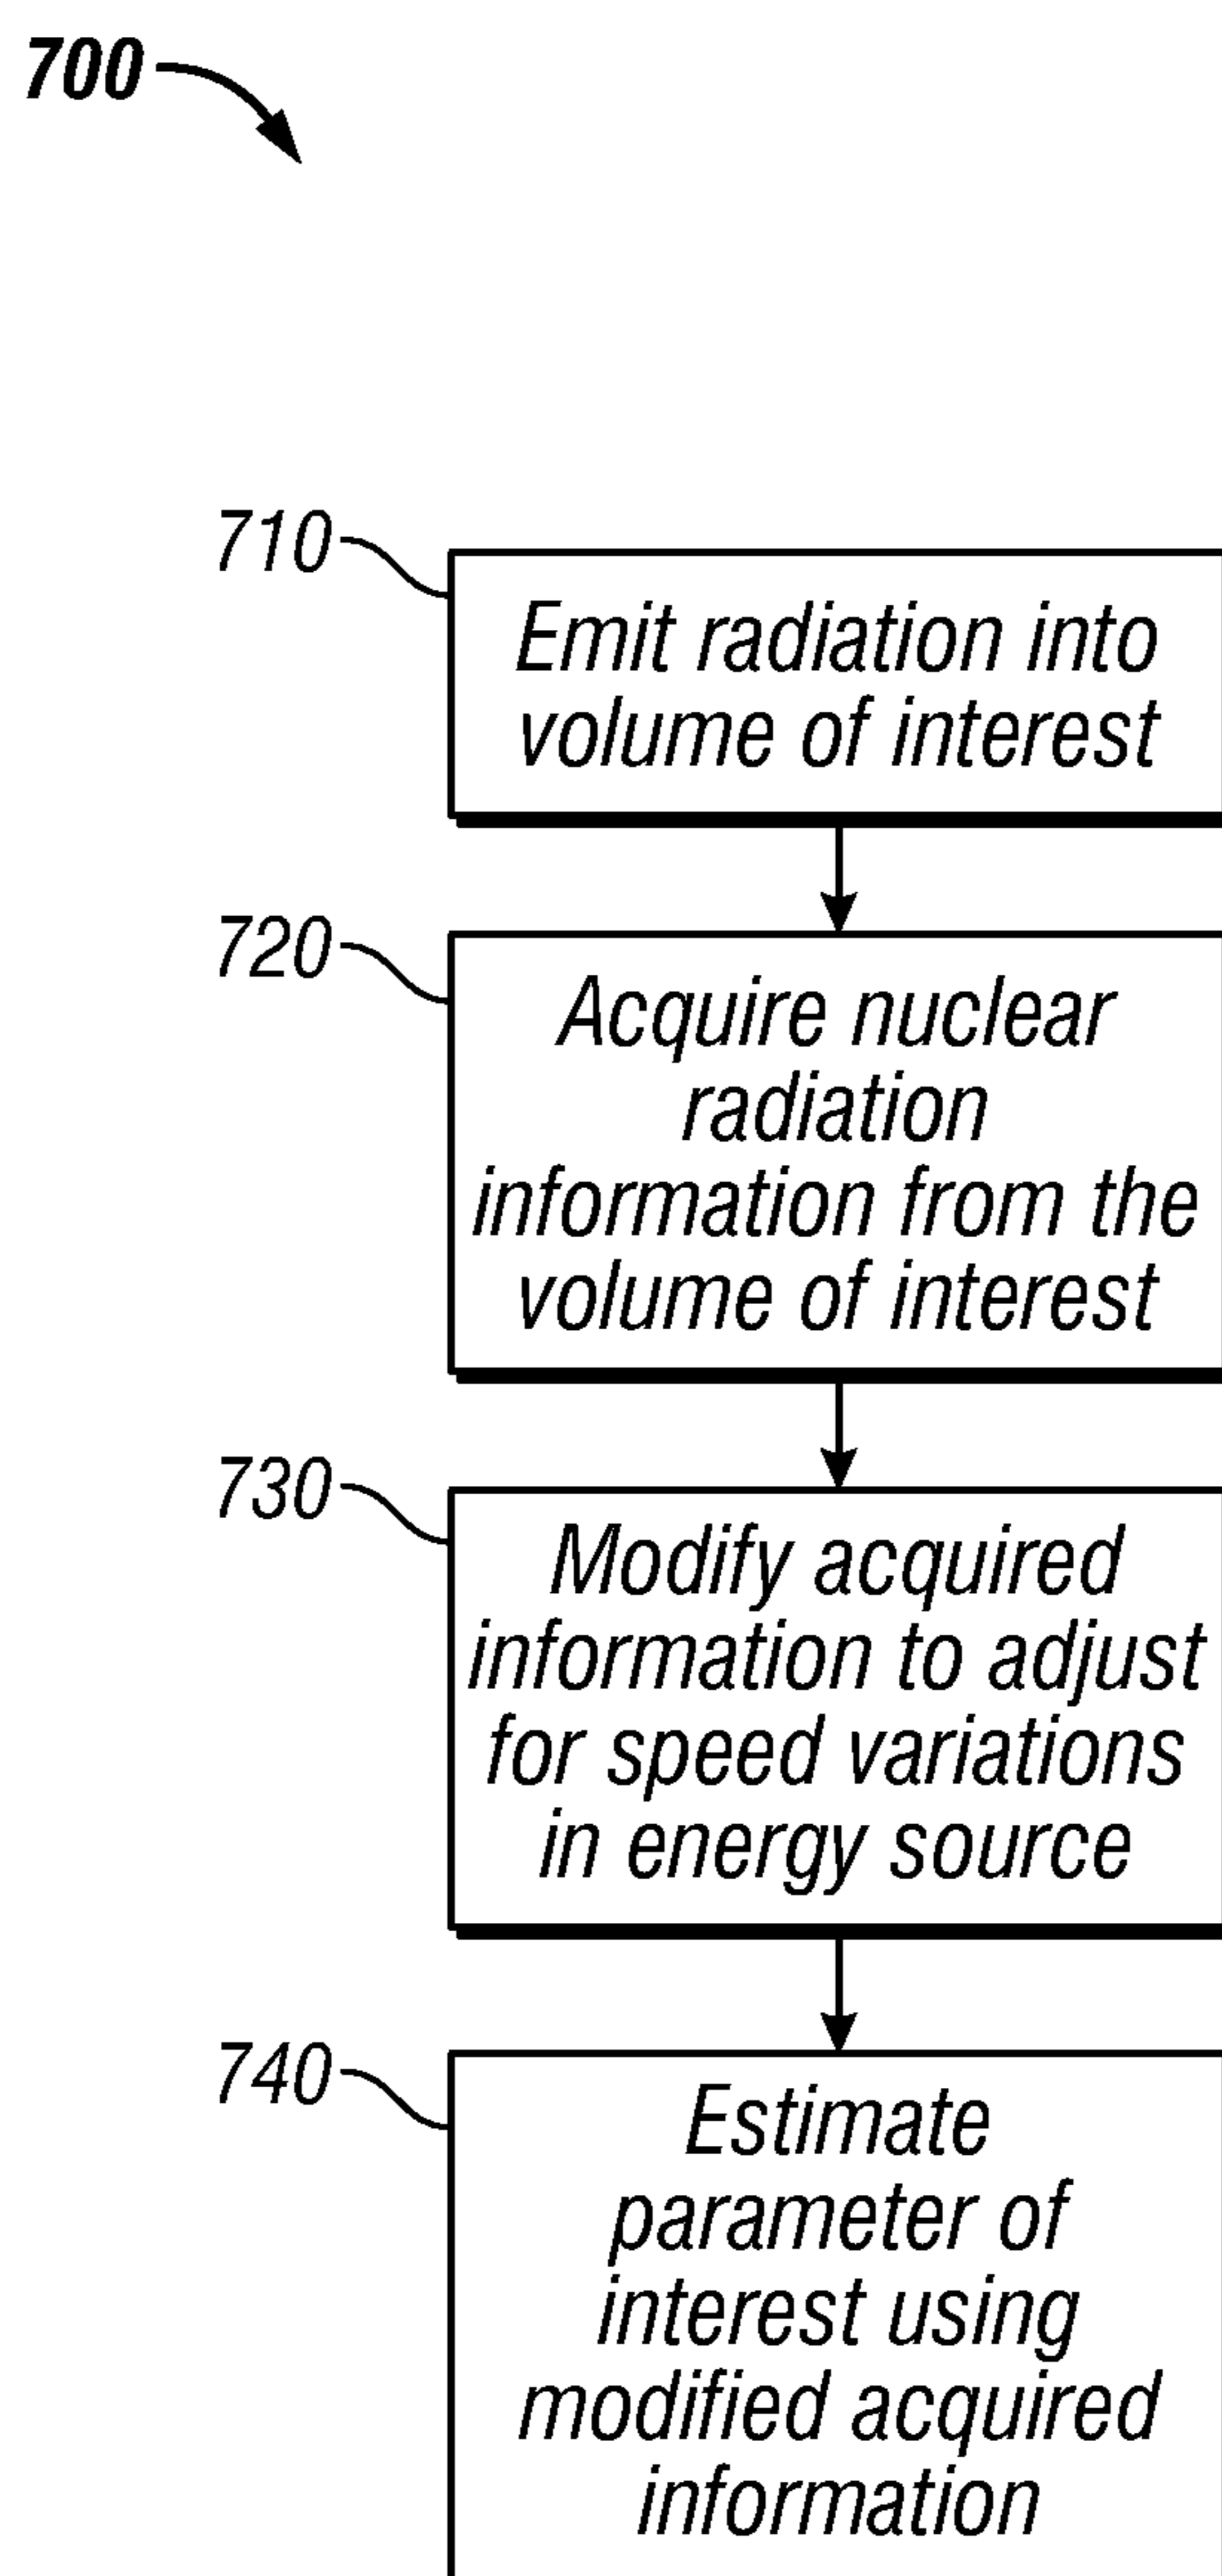 700
710
Emit radiation into
volume of interest
720
Acquire nuclear
radiation
information from the
volume of interest
730
Modify acquired
information to adjust
for speed variations
in energy source
740
Estimate
parameter of
interest using
modified acquired
information